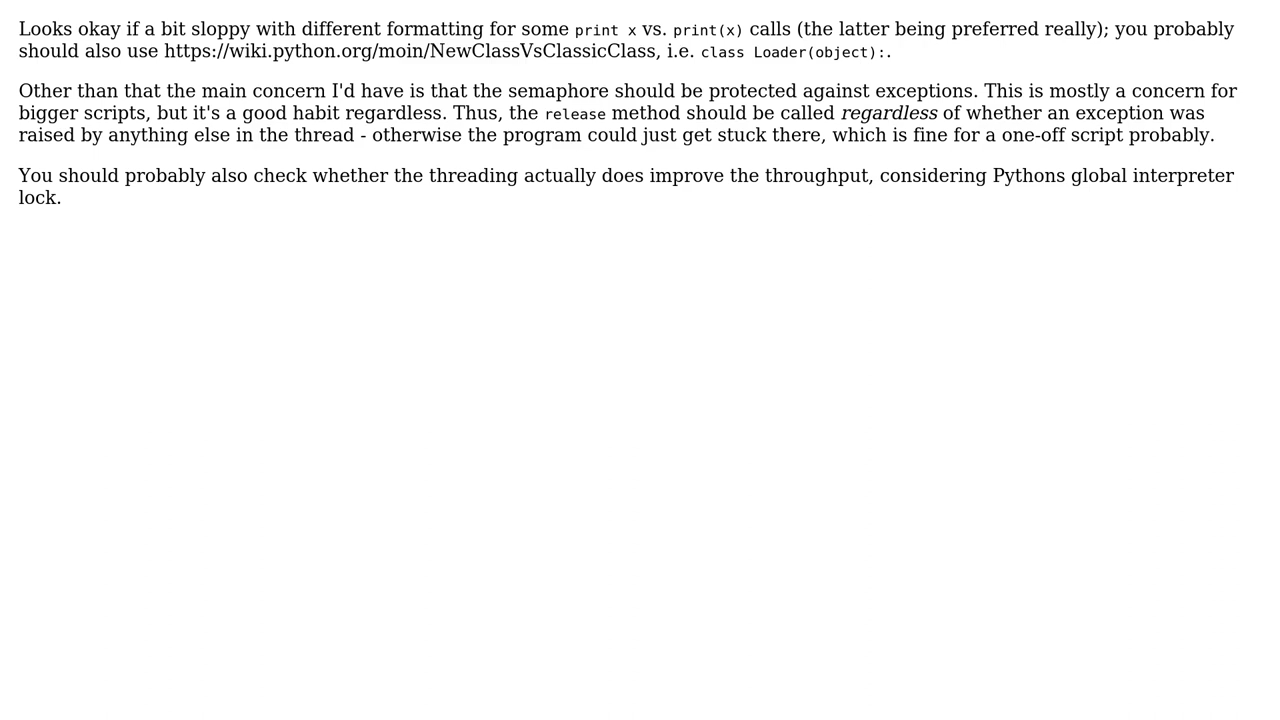 Looks okay if a bit sloppy with different formatting for some print x vs. print(x) calls (the latter being preferred really); you probably
should also use https://wiki.python.org/moin/NewClassVsClassicClass, i.e. class Loader(object):.
Other than that the main concern I'd have is that the semaphore should be protected against exceptions. This is mostly a concern for
bigger scripts, but it's a good habit regardless. Thus, the release method should be called regardless of whether an exception was
raised by anything else in the thread - otherwise the program could just get stuck there, which is fine for a one-off script probably.
You should probably also check whether the threading actually does improve the throughput, considering Pythons global interpreter
lock.